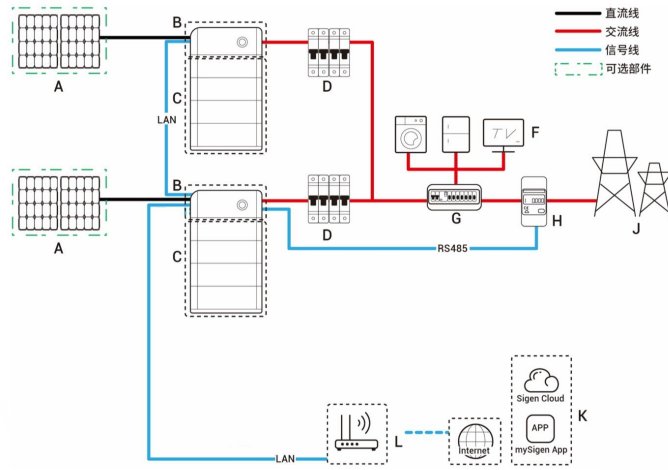 直流线
交流线
信号线
可选部件
B
A
C
D
LAN
F
TV
B
A
C
D
G
H
J
RS485
Sigen Cloud
APP
mySigen App
K
L
Internet
LAN